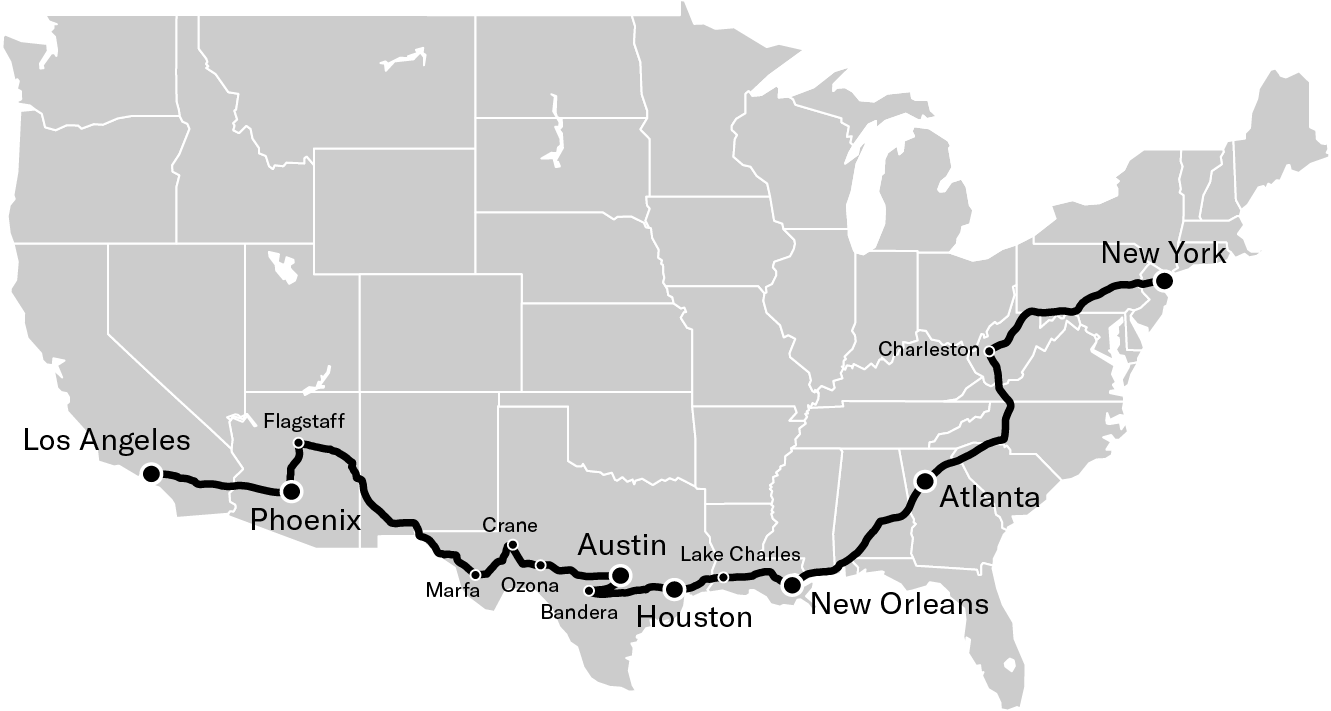 New York
Charleston
Flagstaff
Los Angeles
Atlanta
Phoenix
Crane
Austin
Lake Charles
Marfa
Ozona
Bandera
Houston
New Orleans